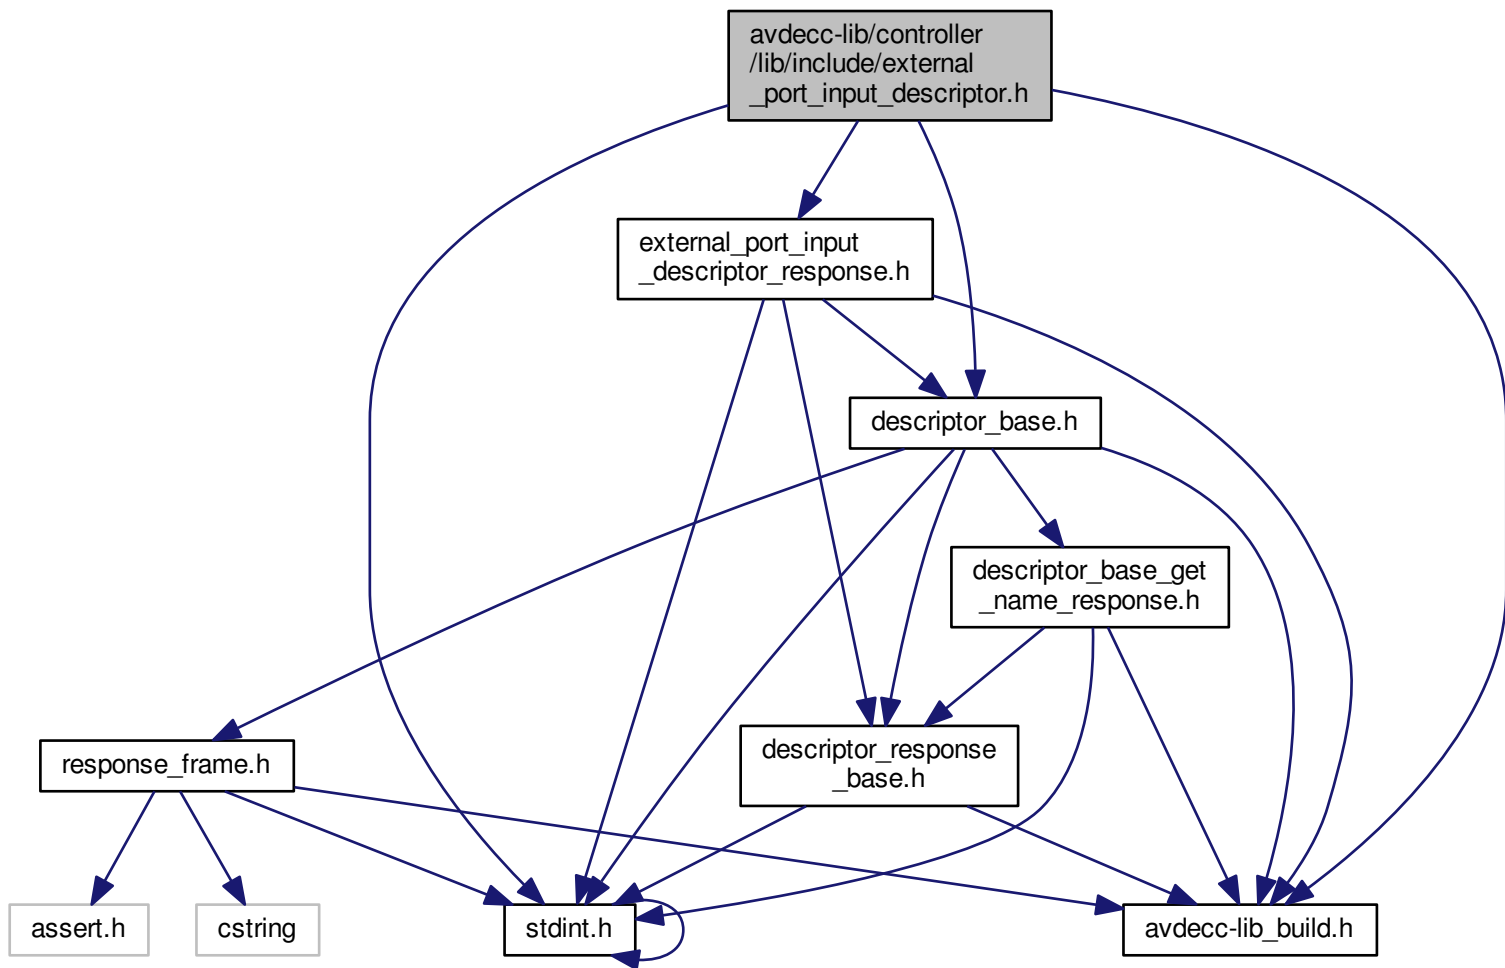 avdecc-lib/controller
/lib/include/external
_port_input_descriptor.h
external_port_input
_descriptor_response.h
descriptor_base.h
descriptor_base_get
_name_response.h
descriptor_response
_base.h
response_frame.h
assert.h
cstring
stdint.h
avdecc-lib_build.h